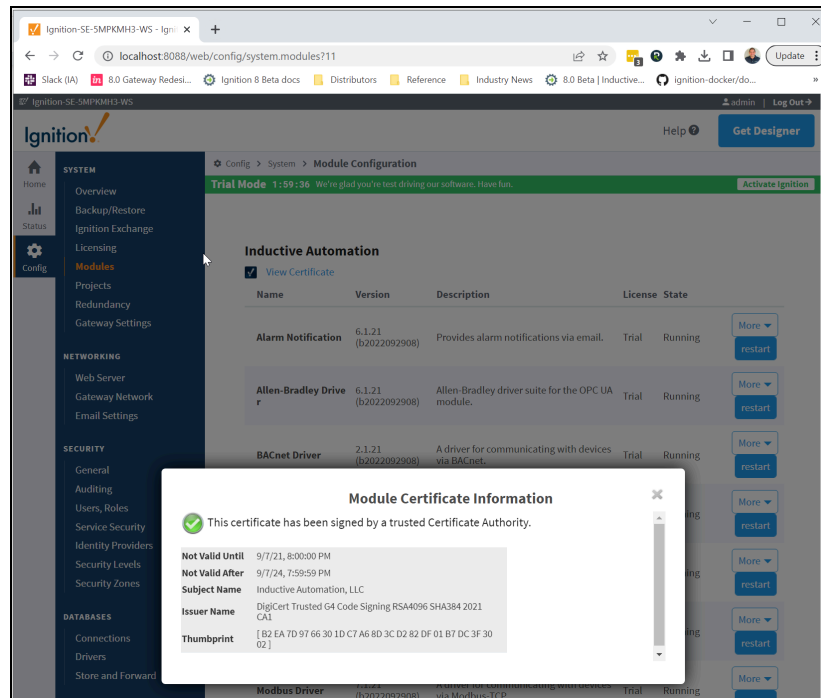 Ignition-SE-5MPKMH3-WS - Igni
localhost:8088/web/config/system.modules?11
3
Update
Slack (IA)
8.0 Gateway Redesi...
Ignition 8 Beta docs
Distributors
Reference
Industry News
8.0 Beta | Inductive...
ignition-docker/do...
»
Ignition-SE-5MPKMH3-WS
admin | Log Out
Ignition!
Help
Get Designer
Home
Status
Config
SYSTEM
Overview
Backup/Restore
Ignition Exchange
Licensing
Modules
Projects
Redundancy
Gateway Settings
NETWORKING
Web Server
Gateway Network
Email Settings
SECURITY
General
Auditing
Users, Roles
Service Security
Identity Providers
Security Levels
Security Zones
DATABASES
Connections
Drivers
Store and Forward
Config > System > Module Configuration
Trial Mode 1:59:36 We're glad you're test driving our software. Have fun.
Activate Ignition
Inductive Automation
View Certificate
Name Version Description License State
Alarm Notification 6.1.21 (b2022092908) Provides alarm notifications via email. Trial Running
More
restart
Allen-Bradley Drive
r
6.1.21 (b2022092908)
Allen-Bradley driver suite for the OPC UA
module.
Trial Running
More
restart
BACnet Driver 2.1.21 (b2022092908)
A driver for communicating with devices
via BACnet.
Trial Running
More
restart
More
restart
More
restart
More
restart
Modbus Driver 7.1.21 (b2022092908)
A driver for communicating with devices
via Modbus-TCP
Trial Running
More
Module Certificate Information
This certificate has been signed by a trusted Certificate Authority.
Not Valid Until 9/7/21, 8:00:00 PM
Not Valid After 9/7/24, 7:59:59 PM
Subject Name Inductive Automation, LLC
Issuer Name DigiCert Trusted G4 Code Signing RSA4096 SHA384 2021
CA1
Thumbprint [ B2 EA 7D 97 66 30 1D C7 A6 8D 3C D2 82 DF 01 B7 DC 3F 30
02 ]